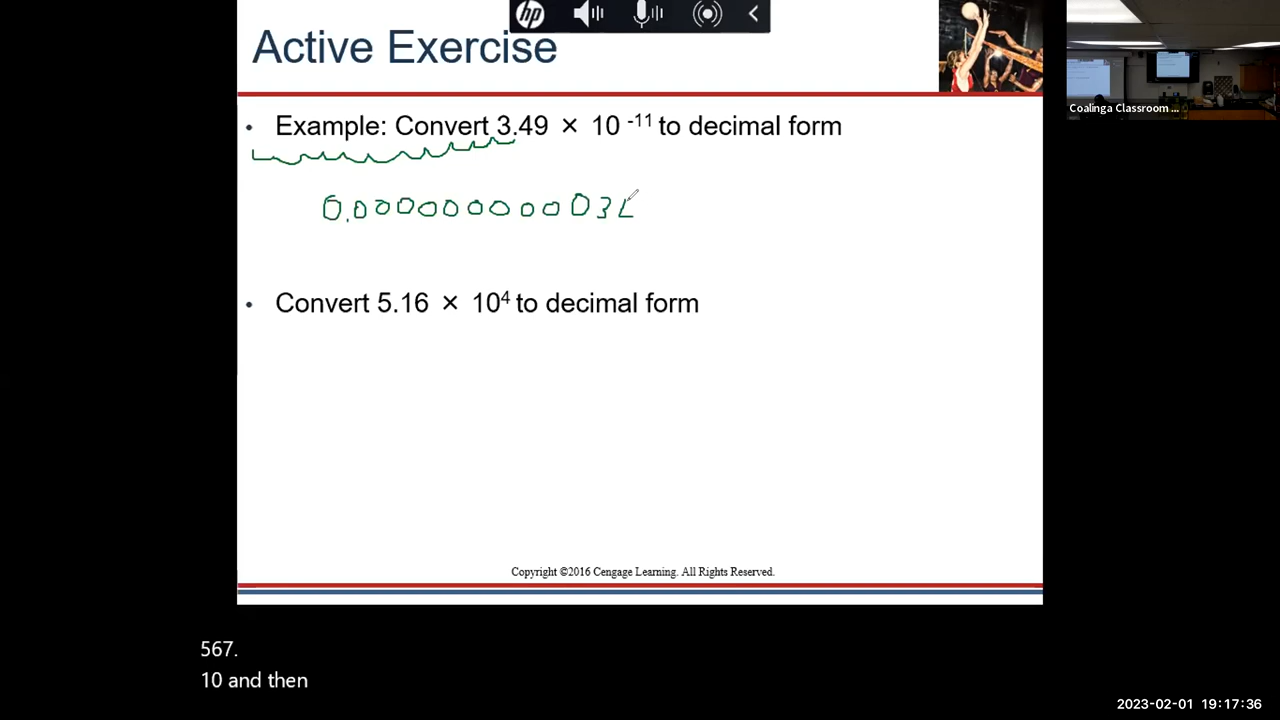 hp
Active Exercise
Coalinga Classroom ...
• Example: Convert 3.49 × 10 ⁻¹¹ to decimal form
0.00000000003
• Convert 5.16 × 10⁴ to decimal form
Copyright ©2016 Cengage Learning. All Rights Reserved.
567.
10 and then
2023-02-01 19:17:36